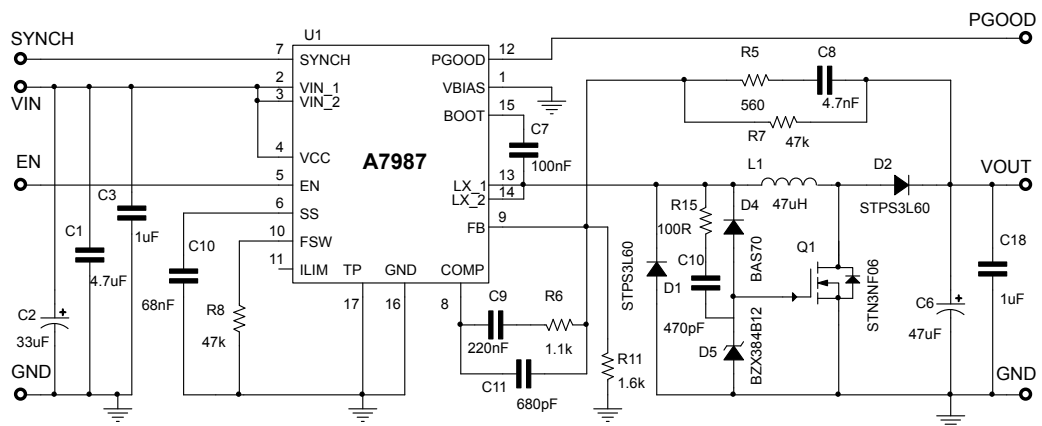 PGOOD
SYNCH
U1
7
SYNCH
PGOOD
12
R5
C8
2
VIN_1
VBIAS
1
VIN
3
VIN_2
560
4.7nF
BOOT
15
C7
R7
47k
4
VCC
A7987
100nF
L1
D2
VOUT
EN
5
EN
LX_1
13
LX_2
14
47uH
STPS3L60
6
SS
FB
9
R15
100R
D4
BAS70
C3
1uF
C10
68nF
10
FSW
11
ILIM
TP
GND
COMP
17
16
8
C1
4.7uF
R8
47k
C9
220nF
R6
1.1k
C11
680pF
R11
1.6k
STPS3L60
D1
C10
470pF
D5
BZX384B12
Q1
STN3NF06
C18
1uF
C6
+
47uF
C2
+
33uF
GND
GND